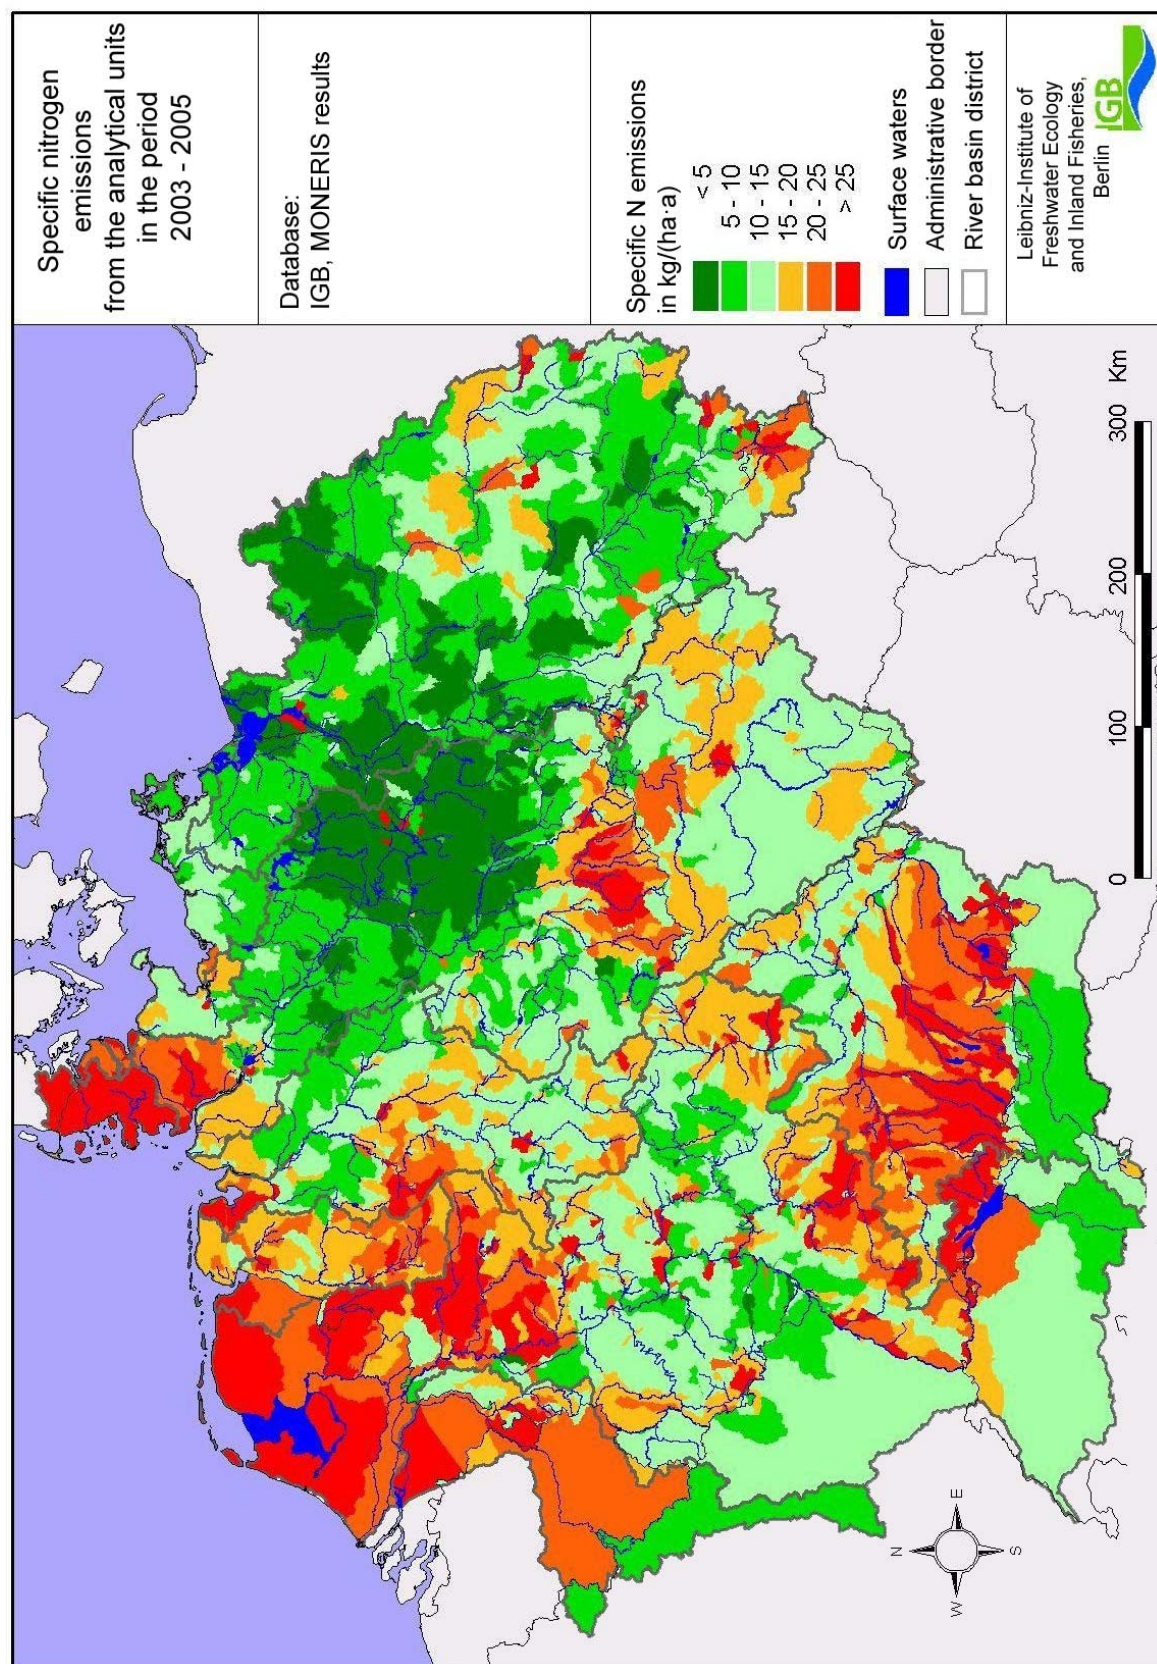 Specific nitrogen
emissions
from the analytical units
in the period
2003 - 2005
Database:
IGB, MONERIS results
Specific N emissions
in kg/(ha·a)
< 5
5 - 10
10 - 15
15 - 20
20 - 25
> 25
Surface waters
Administrative border
River basin district
Leibniz-Institute of
Freshwater Ecology
and Inland Fisheries,
Berlin
IGB
N
W
E
S
0 100 200 300 Km